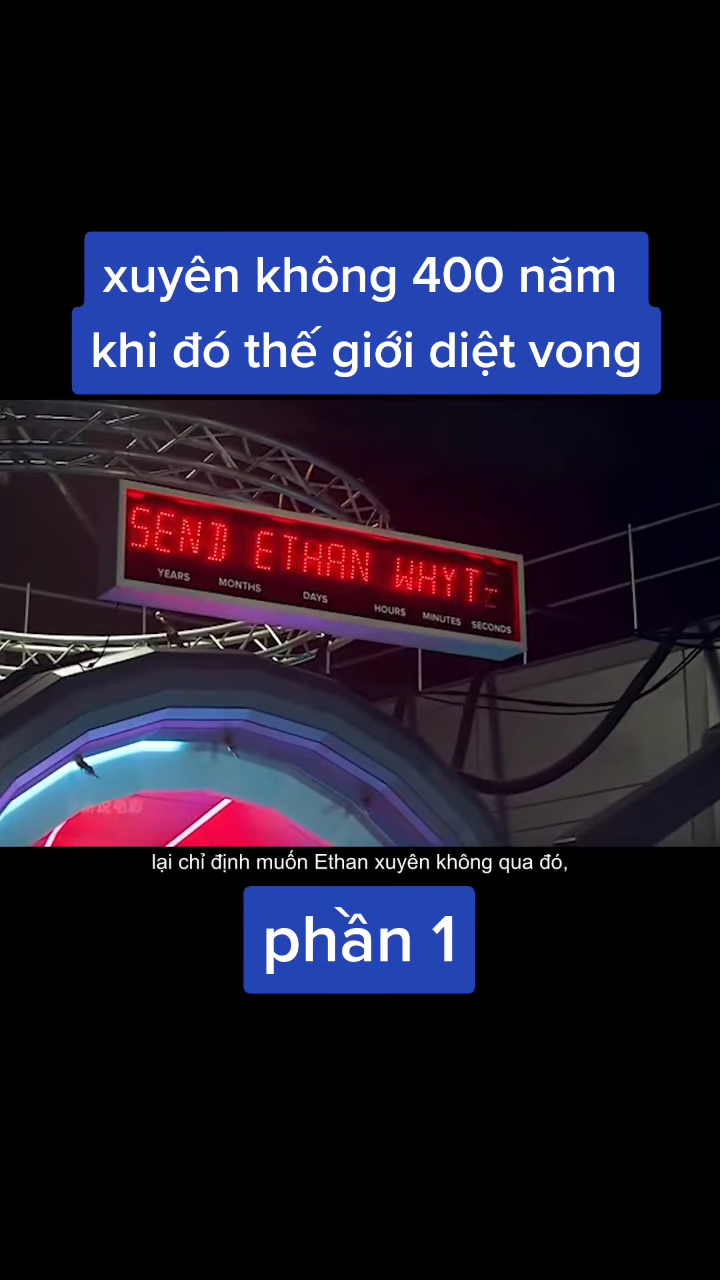 xuyên không 400 năm
khi đó thế giới diệt vong
SEND ETHAN WHYT
YEARS MONTHS DAYS HOURS MINUTES SECONDS
lại chỉ định muốn Ethan xuyên không qua đó,
phần 1